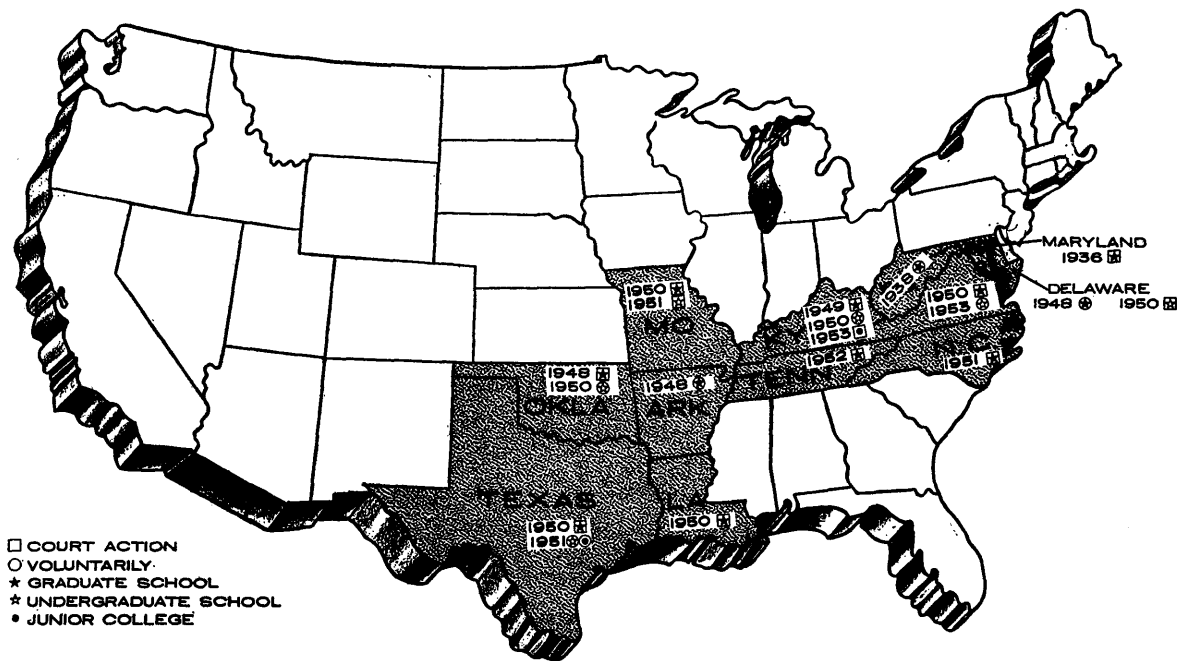 MARYLAND
1936
DELAWARE
1948 1950
1938
1950
1953
1949
1950
1953
KY
1950
1951
MO
1952
TENN
N.C.
1951
1948
1950
OKLA
1948
ARK
TEXAS
1950
1951
LA
1950
□ COURT ACTION
○ VOLUNTARILY
★ GRADUATE SCHOOL
☆ UNDERGRADUATE SCHOOL
• JUNIOR COLLEGE